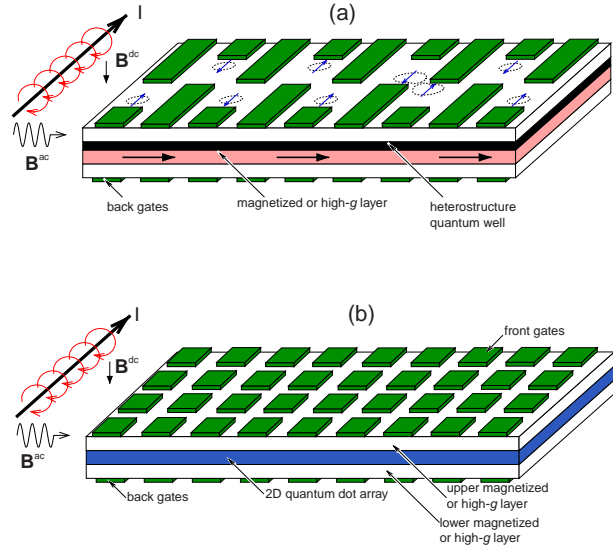 (a)
I
B^dc
B^ac
back gates
magnetized or high-g layer
heterostructure
quantum well
(b)
I
front gates
B^dc
B^ac
back gates
2D quantum dot array
upper magnetized
or high-g layer
lower magnetized
or high-g layer